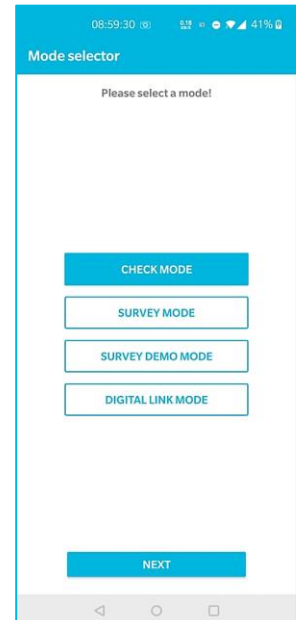 08:59:30 41%
Mode selector
Please select a mode!
CHECK MODE
SURVEY MODE
SURVEY DEMO MODE
DIGITAL LINK MODE
NEXT